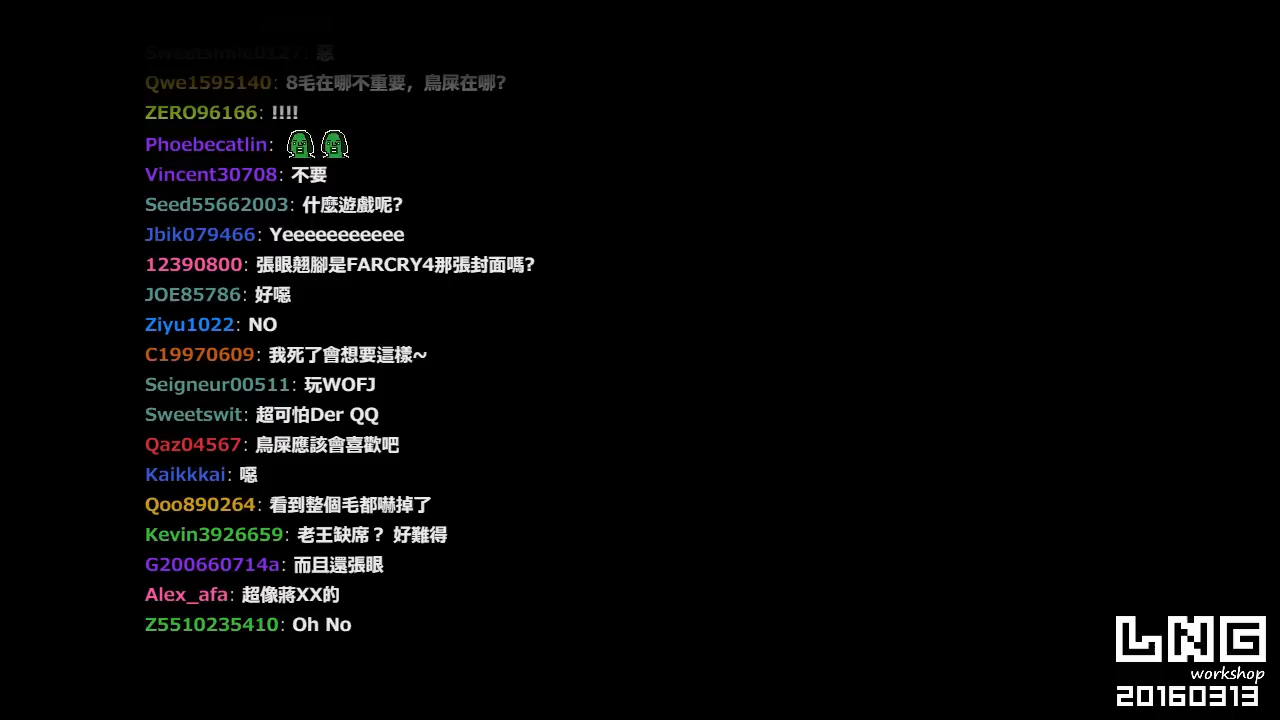 Sweetsmile0127: 惡
Qwe1595140: 8毛在哪不重要，鳥屎在哪?
ZERO96166: !!!!
Phoebecatlin:
Vincent30708: 不要
Seed55662003: 什麼遊戲呢?
Jbik079466: Yeeeeeeeeeee
12390800: 張眼翹腳是FARCRY4那張封面嗎?
JOE85786: 好噁
Ziyu1022: NO
C19970609: 我死了會想要這樣~
Seigneur00511: 玩WOFJ
Sweetswit: 超可怕Der QQ
Qaz04567: 鳥屎應該會喜歡吧
Kaikkkai: 噁
Qoo890264: 看到整個毛都嚇掉了
Kevin3926659: 老王缺席？ 好難得
G200660714a: 而且還張眼
Alex_afa: 超像蔣XX的
Z5510235410: Oh No
LNG
workshop
20160313